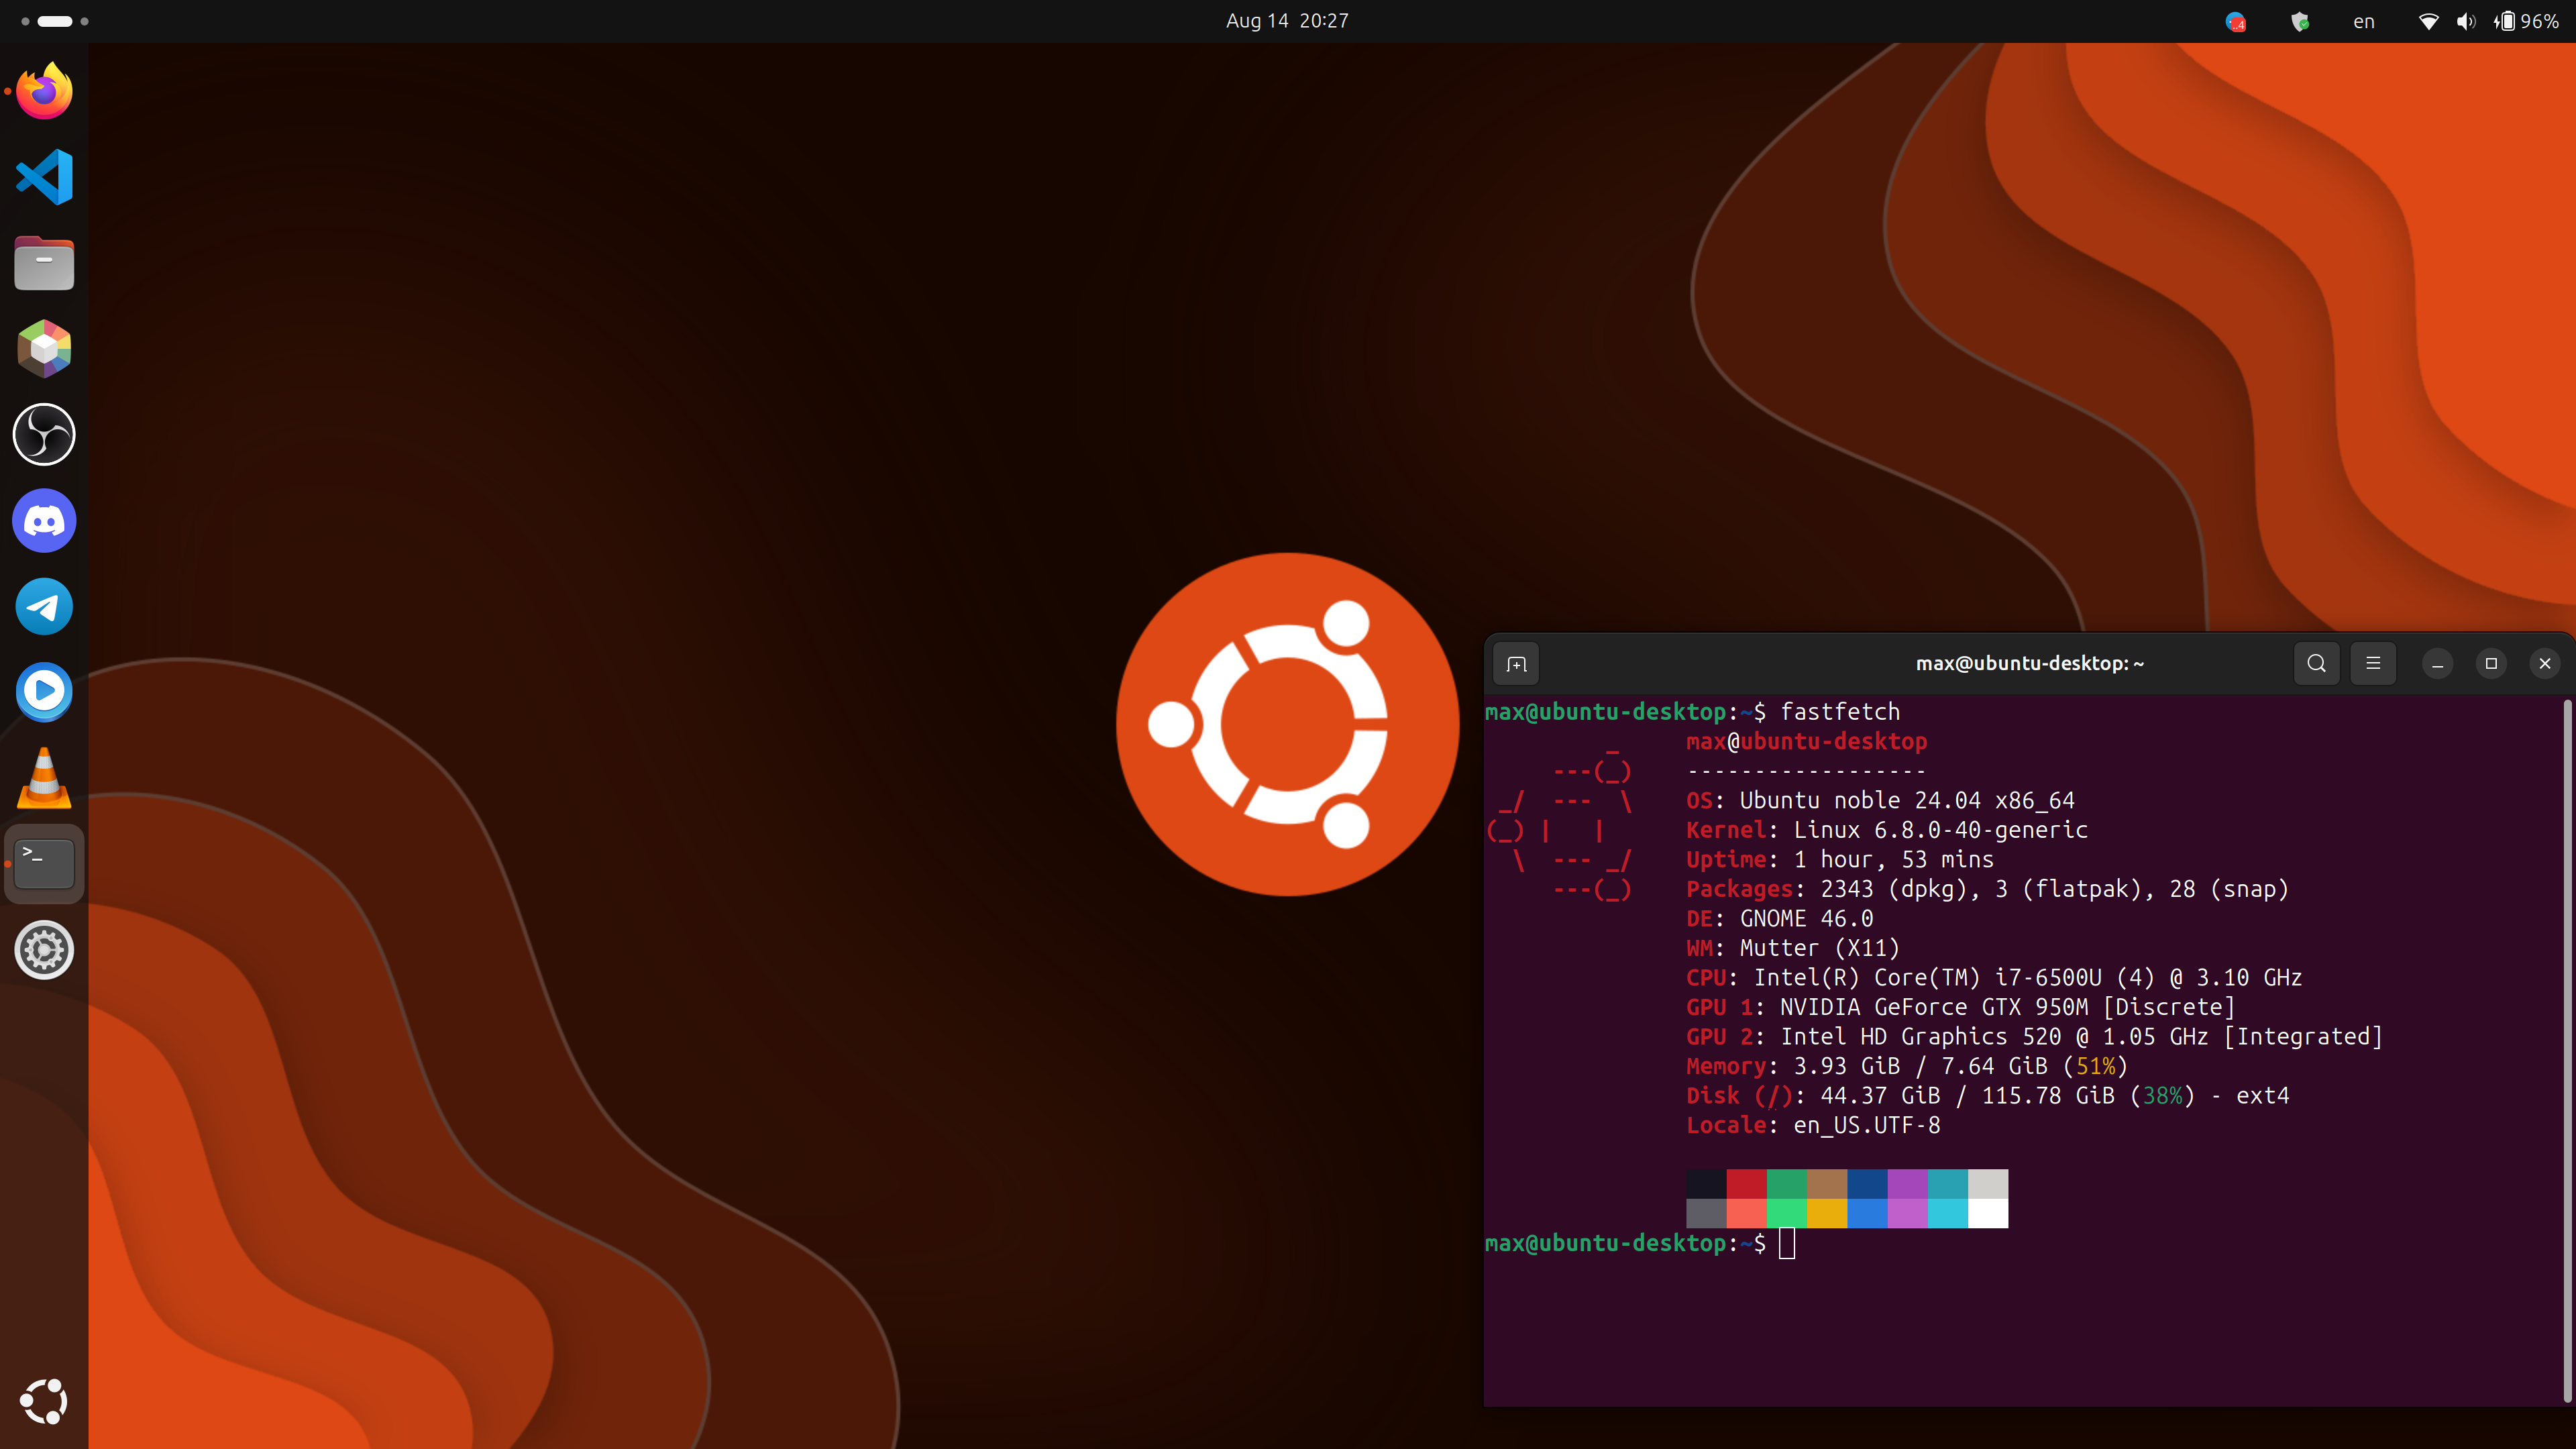 Aug 14 20:27
..4
en
96%
max@ubuntu-desktop: ~
max@ubuntu-desktop:~$ fastfetch
max@ubuntu-desktop
------------------
OS: Ubuntu noble 24.04 x86_64
Kernel: Linux 6.8.0-40-generic
Uptime: 1 hour, 53 mins
Packages: 2343 (dpkg), 3 (flatpak), 28 (snap)
DE: GNOME 46.0
WM: Mutter (X11)
CPU: Intel(R) Core(TM) i7-6500U (4) @ 3.10 GHz
GPU 1: NVIDIA GeForce GTX 950M [Discrete]
GPU 2: Intel HD Graphics 520 @ 1.05 GHz [Integrated]
Memory: 3.93 GiB / 7.64 GiB (51%)
Disk (/): 44.37 GiB / 115.78 GiB (38%) - ext4
Locale: en_US.UTF-8
max@ubuntu-desktop:~$